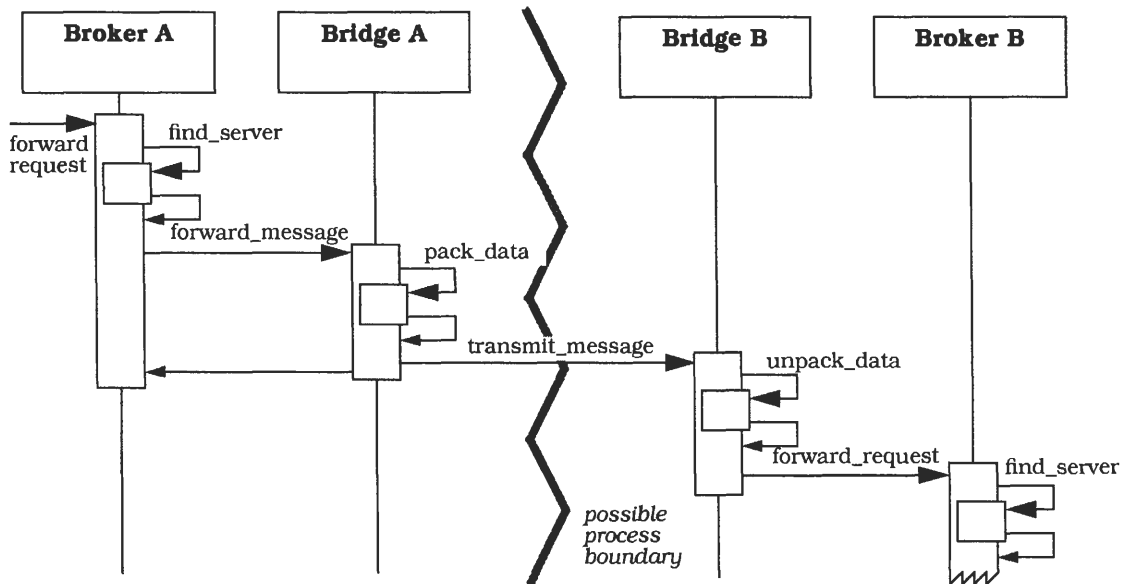 Broker A
Bridge A
Bridge B
Broker B
forward
request
find_server
forward_message
pack_data
transmit_message
unpack_data
forward_request
find_server
possible
process
boundary